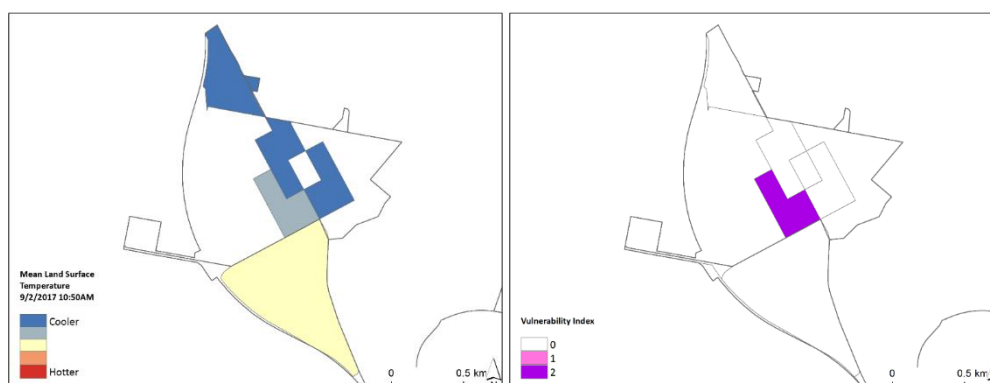 Mean Land Surface
Temperature
9/2/2017 10:50AM
Cooler
Hotter
0 0.5 km
Vulnerability Index
0
1
2
0 0.5 km